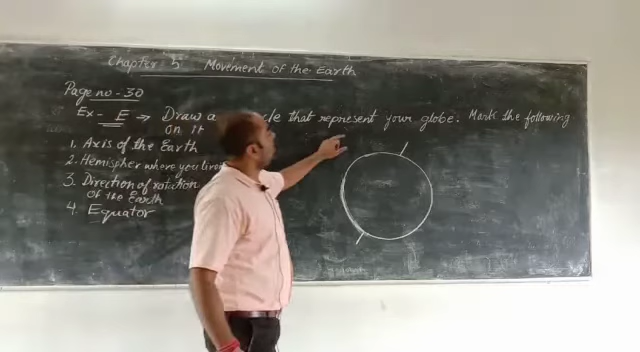 Chapter 5 Movement of the Earth
Page no - 30
Ex - E → Draw a cle that represent your globe. Mark the following
on it
1. Axis of the Earth
2. Hemispher where you
3. Direction of rotation
of the Earth
4. Equator